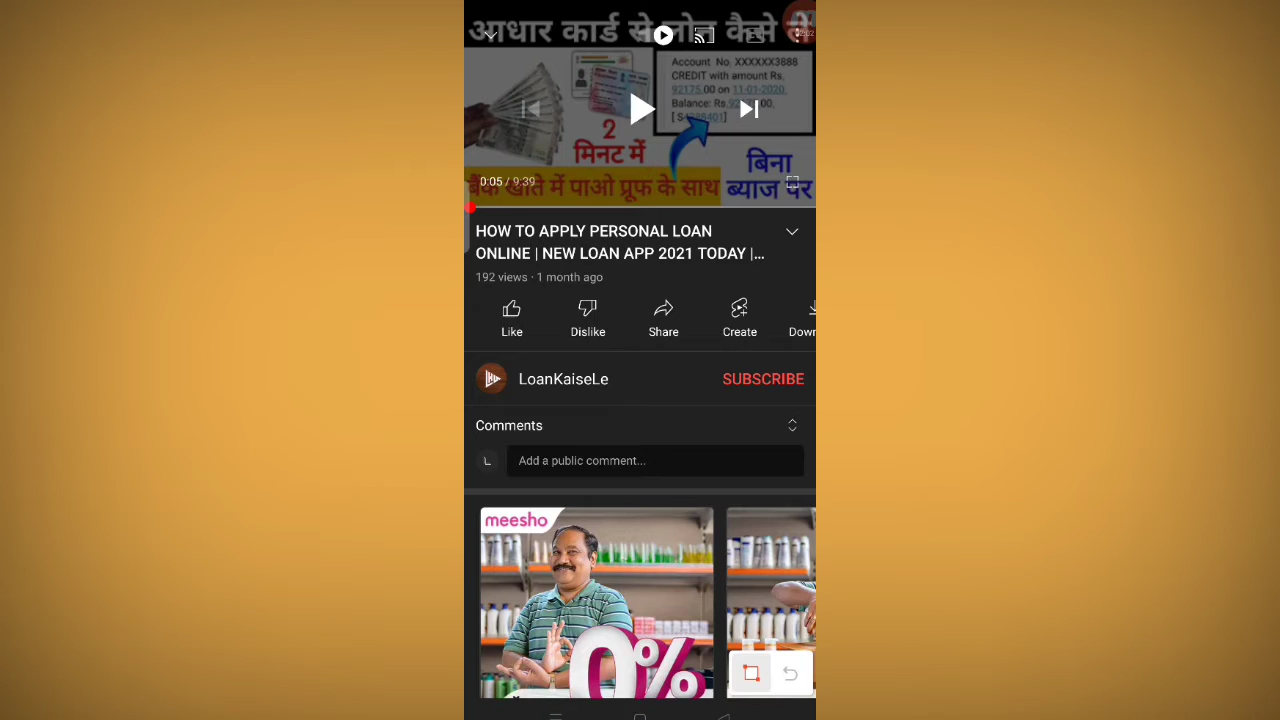 आधार कार्ड से लोन कैसे ले
Account No. XXXXXX3688
CREDIT with amount Rs.
92175.00 on 11-01-2020.
Balance: Rs.
2
मिनट में
बिना
0:05 / 9:39
बैंक खाते में पाओ प्रूफ के साथ
ब्याज पर
HOW TO APPLY PERSONAL LOAN
ONLINE | NEW LOAN APP 2021 TODAY |...
192 views · 1 month ago
Like
Dislike
Share
Create
Down
LoanKaiseLe
SUBSCRIBE
Comments
L
Add a public comment...
meesho
0%